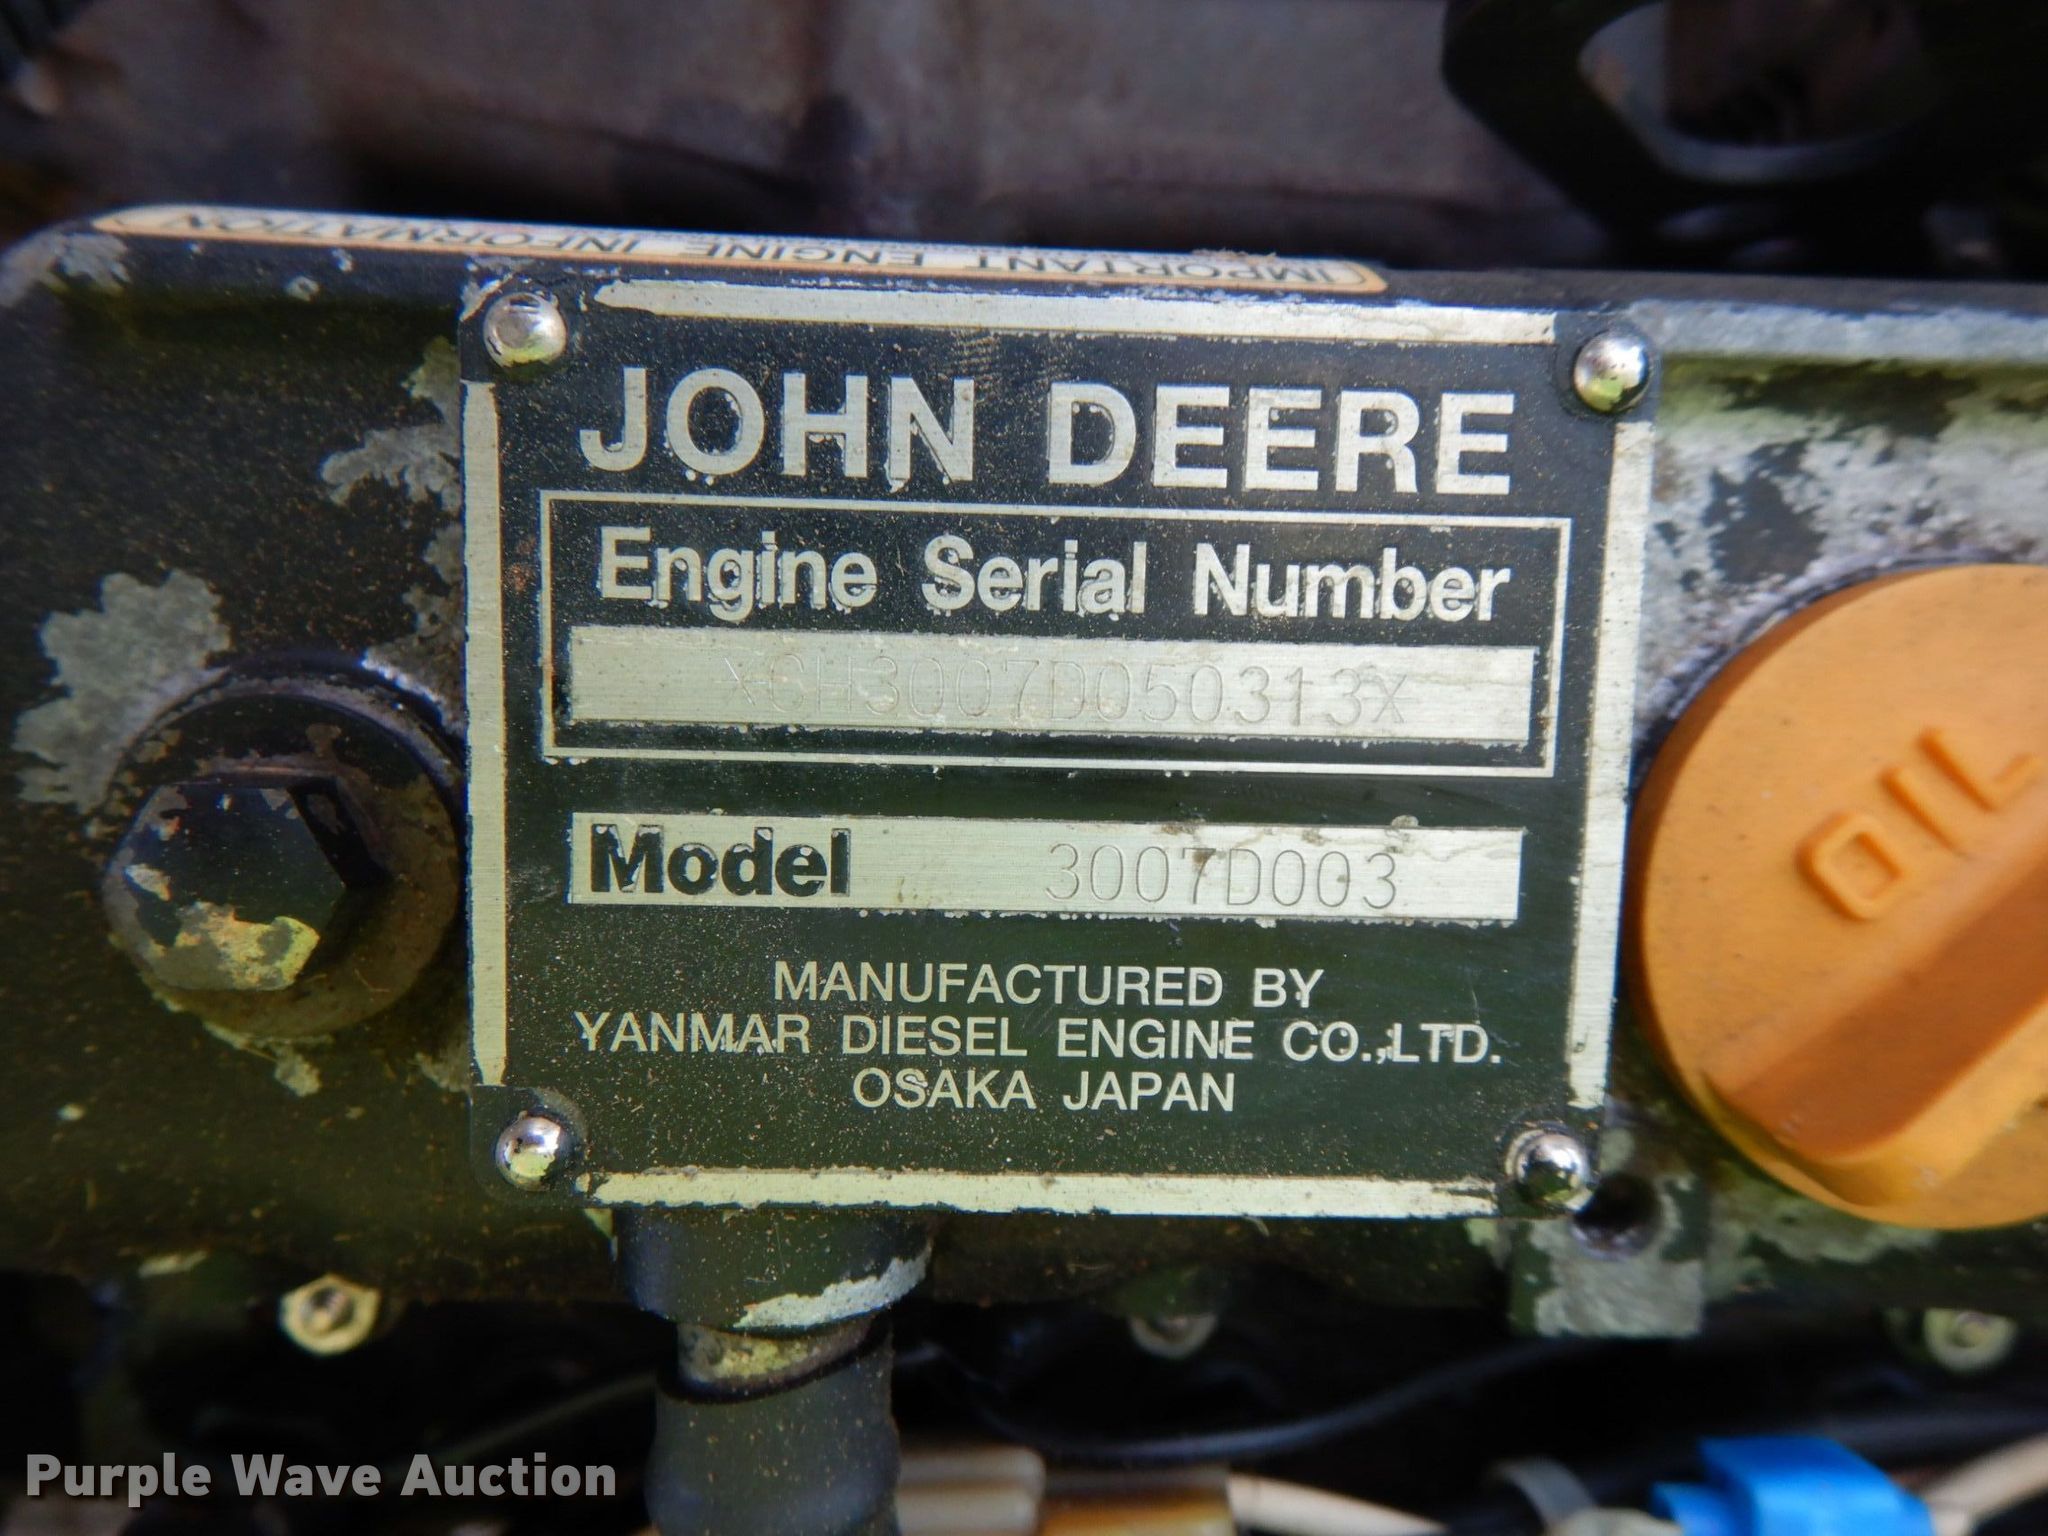 IMPORTANT ENGINE INFORMATION
JOHN DEERE
Engine Serial Number
XCH3007D050313X
Model 3007D003
MANUFACTURED BY
YANMAR DIESEL ENGINE CO.,LTD.
OSAKA JAPAN
OIL
Purple Wave Auction